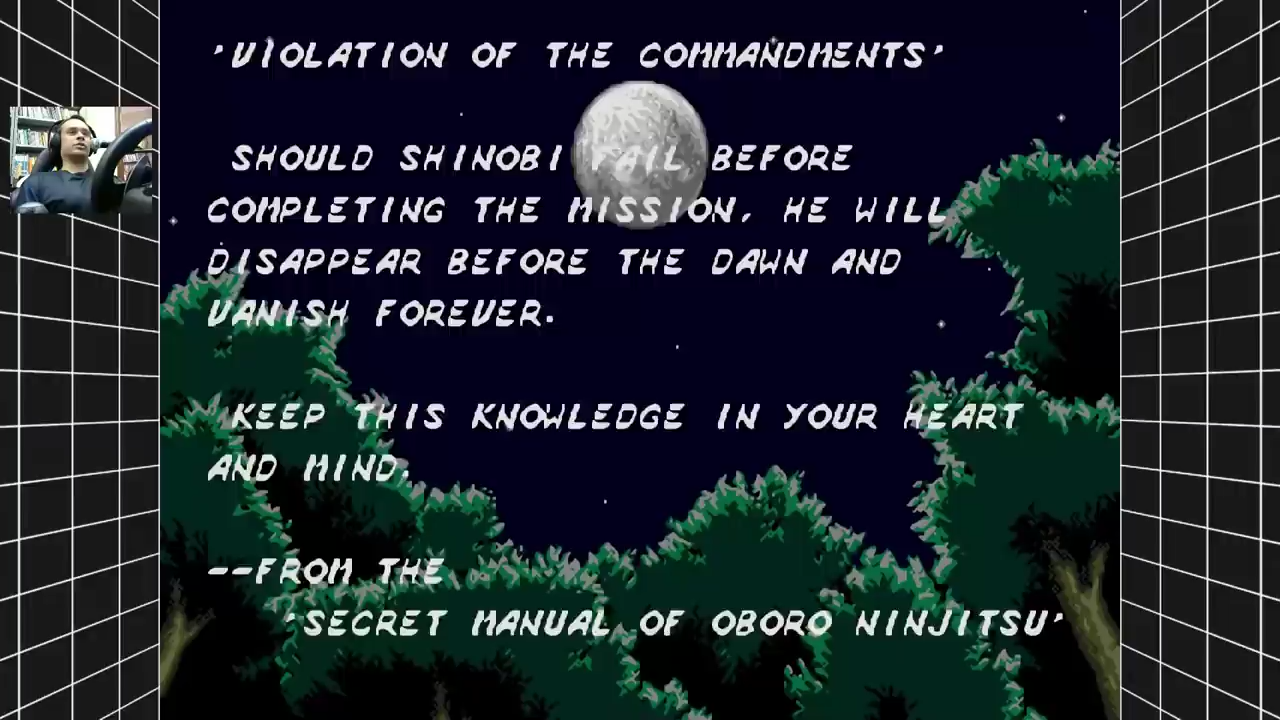 'VIOLATION OF THE COMMANDMENTS'
SHOULD SHINOBI FAIL BEFORE
COMPLETING THE MISSION, HE WILL
DISAPPEAR BEFORE THE DAWN AND
VANISH FOREVER.
KEEP THIS KNOWLEDGE IN YOUR HEART
AND MIND.
--FROM THE
'SECRET MANUAL OF OBORO NINJITSU'